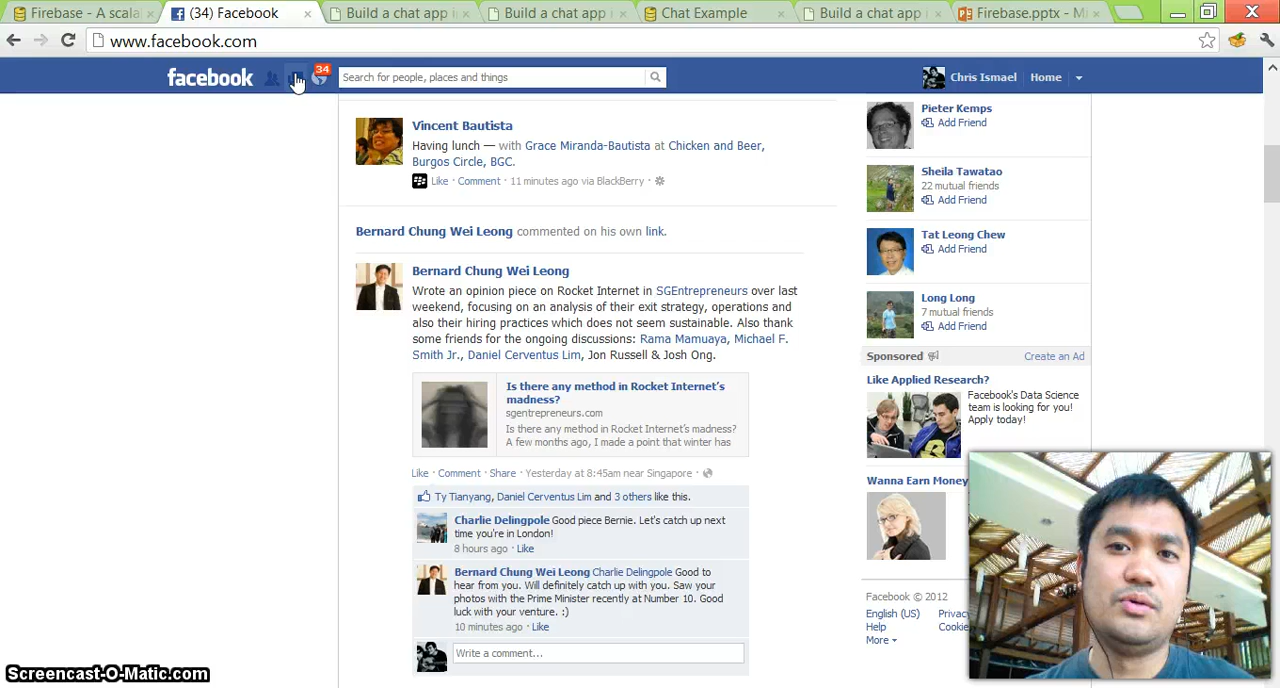 Firebase - A scala
(34) Facebook
Build a chat app i
Build a chat app i
Chat Example
Build a chat app i
Firebase.pptx - Mi
www.facebook.com
facebook
34
Search for people, places and things
Chris Ismael
Home
Vincent Bautista
Having lunch — with Grace Miranda-Bautista at Chicken and Beer,
Burgos Circle, BGC.
Like · Comment · 11 minutes ago via BlackBerry ·
Bernard Chung Wei Leong commented on his own link.
Bernard Chung Wei Leong
Wrote an opinion piece on Rocket Internet in SGEntrepreneurs over last
weekend, focusing on an analysis of their exit strategy, operations and
also their hiring practices which does not seem sustainable. Also thank
some friends for the ongoing discussions: Rama Mamuaya, Michael F.
Smith Jr., Daniel Cerventus Lim, Jon Russell & Josh Ong.
Is there any method in Rocket Internet's
madness?
sgentrepreneurs.com
Is there any method in Rocket Internet's madness?
A few months ago, I made a point that winter has
Like · Comment · Share · Yesterday at 8:45am near Singapore ·
Ty Tianyang, Daniel Cerventus Lim and 3 others like this.
Charlie Delingpole Good piece Bernie. Let's catch up next
time you're in London!
8 hours ago · Like
Bernard Chung Wei Leong Charlie Delingpole Good to
hear from you. Will definitely catch up with you. Saw your
photos with the Prime Minister recently at Number 10. Good
luck with your venture. :)
10 minutes ago · Like
Write a comment...
Pieter Kemps
Add Friend
Sheila Tawatao
22 mutual friends
Add Friend
Tat Leong Chew
Add Friend
Long Long
7 mutual friends
Add Friend
Sponsored
Create an Ad
Like Applied Research?
Facebook's Data Science
team is looking for you!
Apply today!
Wanna Earn Money
Facebook © 2012
English (US)
Privac
Help
Cookie
More
Screencast-O-Matic.com